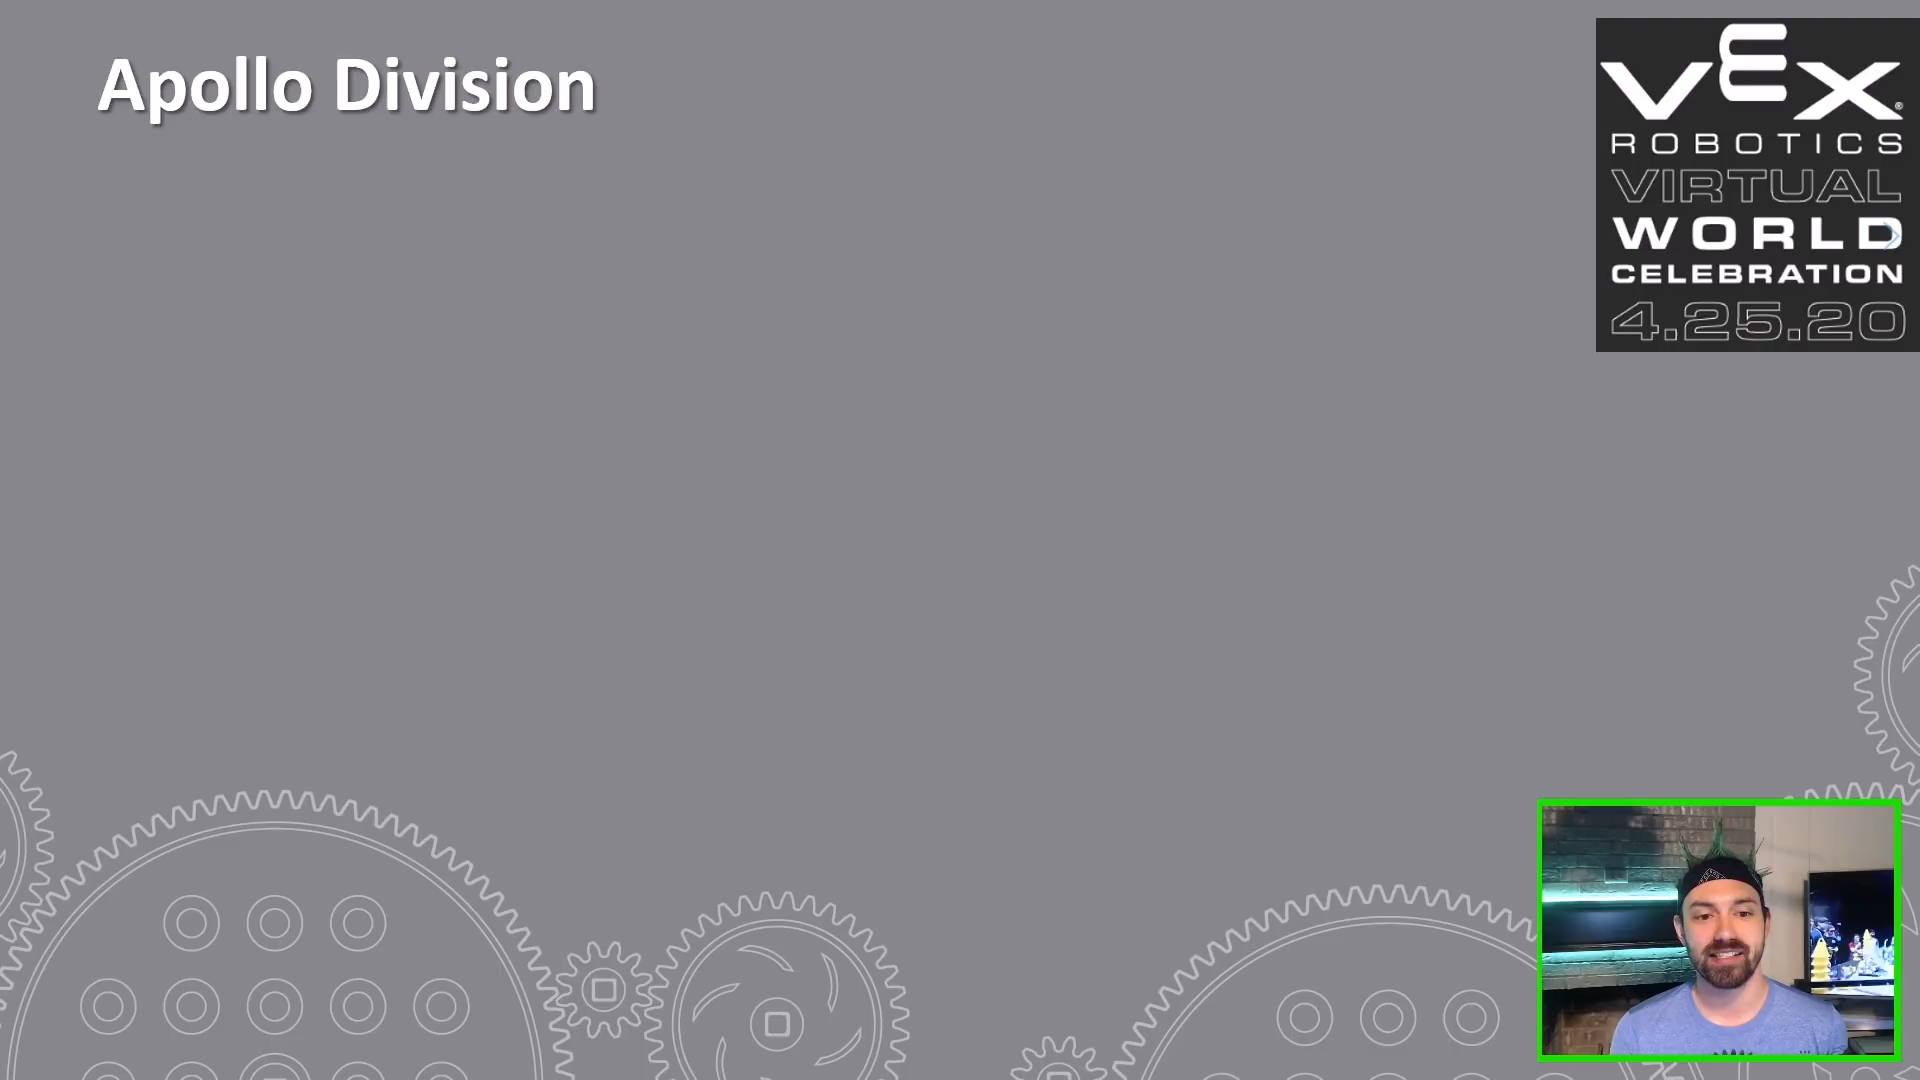 Apollo Division
VEX
ROBOTICS
VIRTUAL
WORLD
CELEBRATION
4.25.20